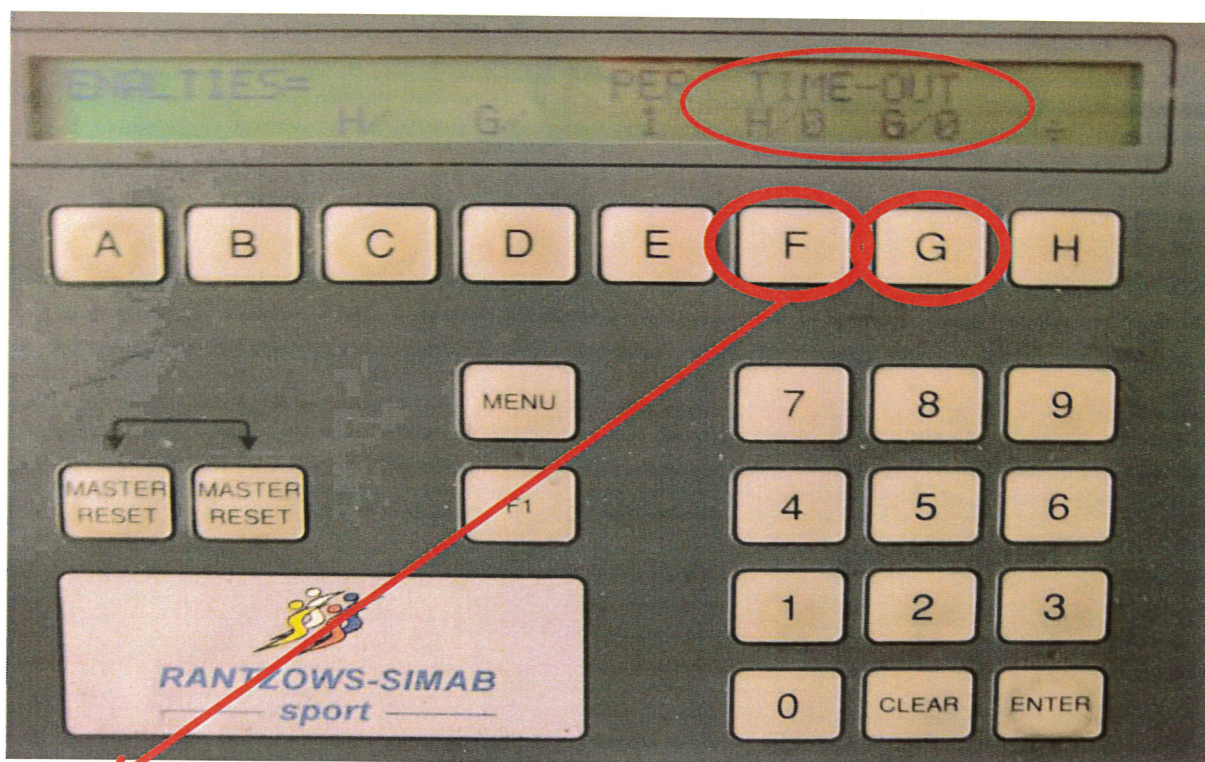 ENALTIES= PER TIME-OUT
H/ G/ 1 H/0 G/0 ÷
A B C D E F G H
MENU 7 8 9
MASTER RESET MASTER RESET F1 4 5 6
1 2 3
RANTZOWS-SIMAB
sport
0 CLEAR ENTER